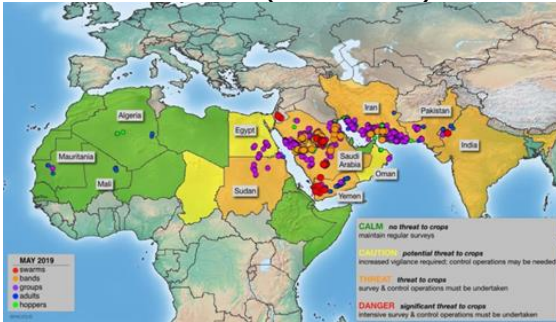 Iran
Pakistan
Algeria
Egypt
India
Mauritania
Saudi
Arabia
Mali
Oman
Sudan
Yemen
CALM no threat to crops
maintain regular surveys
CAUTION potential threat to crops
increased vigilance required; control operations may be needed
THREAT threat to crops
survey & control operations must be undertaken
DANGER significant threat to crops
intensive survey & control operations must be undertaken
MAY 2019
swarms
bands
groups
adults
hoppers